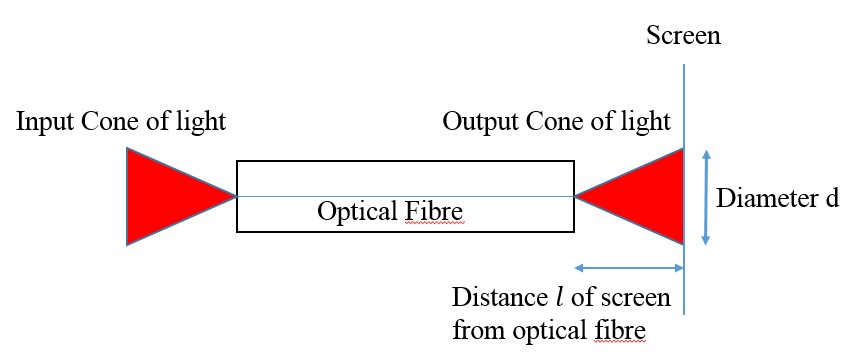 Screen
Input Cone of light
Output Cone of light
Optical Fibre
Diameter d
Distance l of screen
from optical fibre